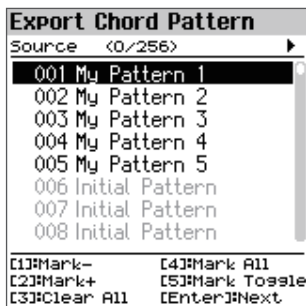 Export Chord Pattern
Source (0/256)
001 My Pattern 1
002 My Pattern 2
003 My Pattern 3
004 My Pattern 4
005 My Pattern 5
006 Initial Pattern
007 Initial Pattern
008 Initial Pattern
[1]:Mark- [4]:Mark All
[2]:Mark+ [5]:Mark Toggle
[3]:Clear All [Enter]:Next